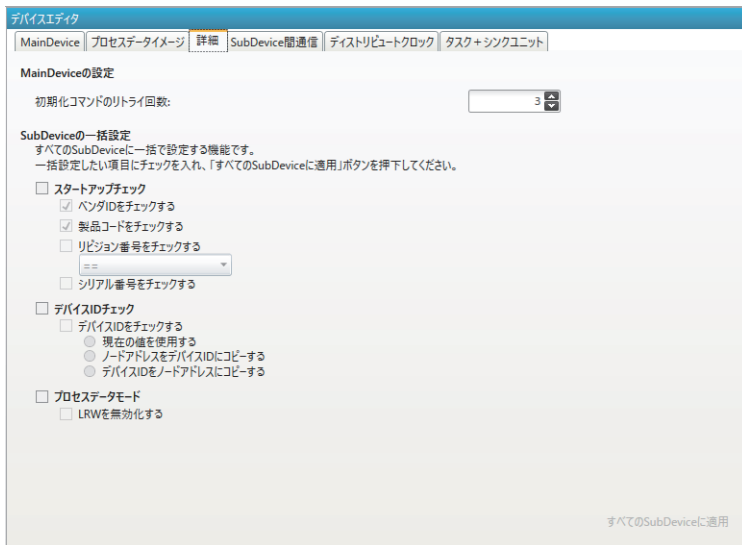 デバイスエディタ
MainDevice プロセスデータイメージ 詳細 SubDevice間通信 ディストリビュートクロック タスク+シンクユニット
MainDeviceの設定
初期化コマンドのリトライ回数: 3
SubDeviceの一括設定
すべてのSubDeviceに一括で設定する機能です。
一括設定したい項目にチェックを入れ、「すべてのSubDeviceに適用」ボタンを押下してください。
スタートアップチェック
ベンダIDをチェックする
製品コードをチェックする
リビジョン番号をチェックする
==
シリアル番号をチェックする
デバイスIDチェック
デバイスIDをチェックする
現在の値を使用する
ノードアドレスをデバイスIDにコピーする
デバイスIDをノードアドレスにコピーする
プロセスデータモード
LRWを無効化する
すべてのSubDeviceに適用